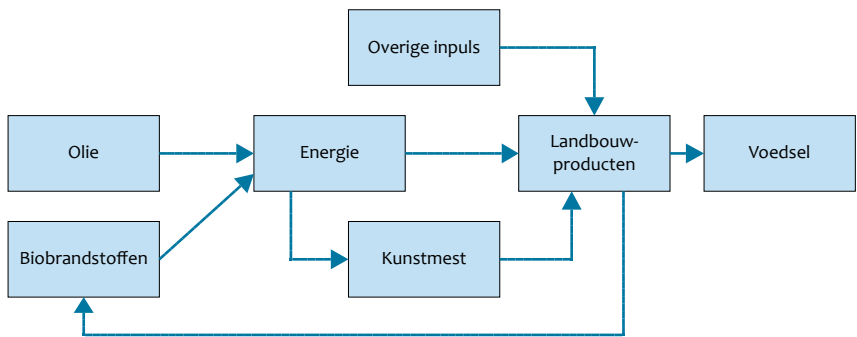 Overige inpuls
Olie
Energie
Landbouw-
producten
Voedsel
Biobrandstoffen
Kunstmest